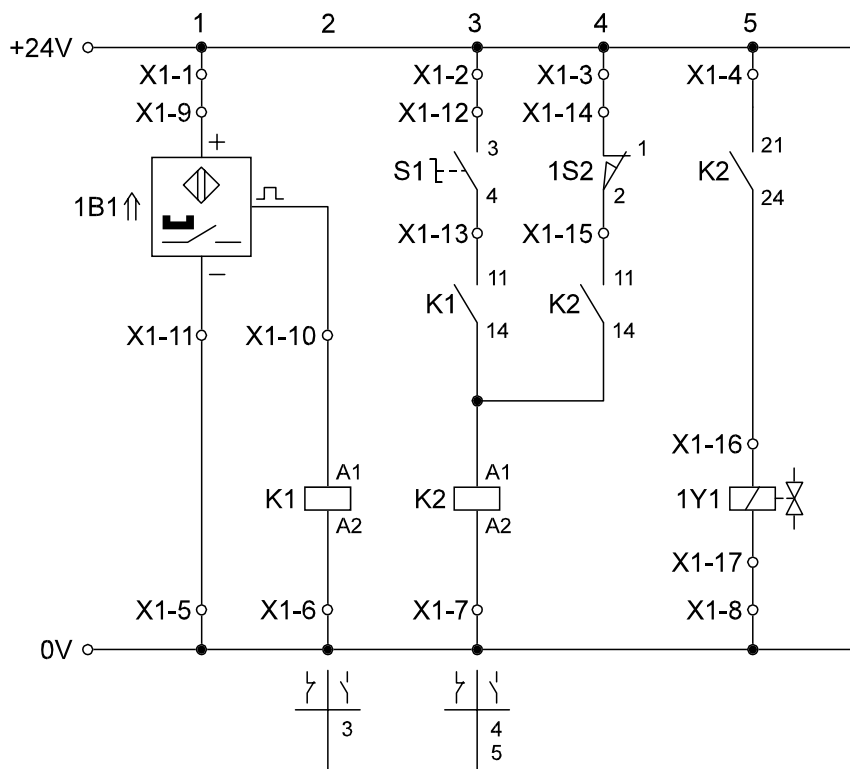 1 2 3 4 5
+24V
X1-1 X1-2 X1-3 X1-4
X1-9 X1-12 X1-14
+ 3 1 21
1B1 S1 1S2 K2
4 2 24
X1-13 X1-15
−
11 11
K1 K2
X1-11 X1-10 14 14
X1-16
A1 A1
K1 K2 1Y1
A2 A2
X1-17
X1-5 X1-6 X1-7 X1-8
0V
3 4
5